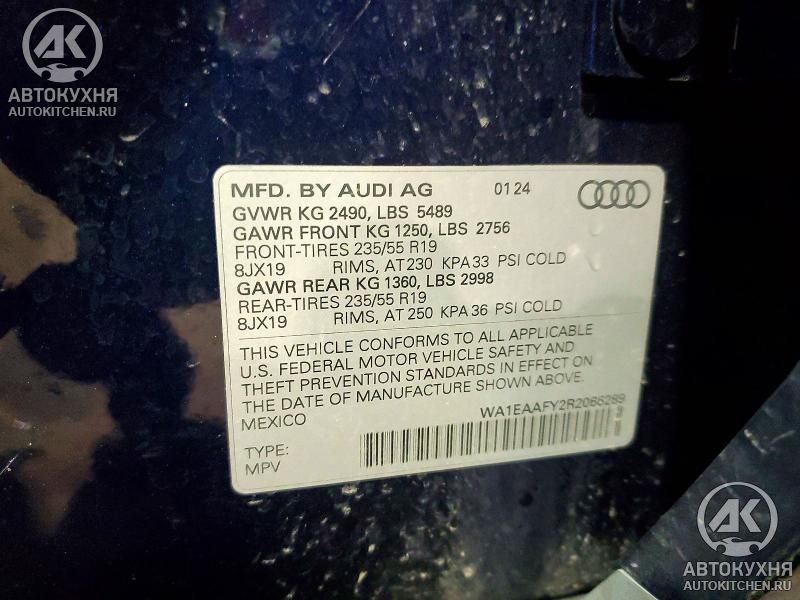 AK
АВТОКУХНЯ
AUTOKITCHEN.RU
MFD. BY AUDI AG 01 24
GVWR KG 2490, LBS 5489
GAWR FRONT KG 1250, LBS 2756
FRONT-TIRES 235/55 R19
8JX19 RIMS, AT 230 KPA 33 PSI COLD
GAWR REAR KG 1360, LBS 2998
REAR-TIRES 235/55 R19
8JX19 RIMS, AT 250 KPA 36 PSI COLD
THIS VEHICLE CONFORMS TO ALL APPLICABLE
U.S. FEDERAL MOTOR VEHICLE SAFETY AND
THEFT PREVENTION STANDARDS IN EFFECT ON
THE DATE OF MANUFACTURE SHOWN ABOVE.
MEXICO WA1EAAFY2R2066289
TYPE:
MPV
AK
АВТОКУХНЯ
AUTOKITCHEN.RU